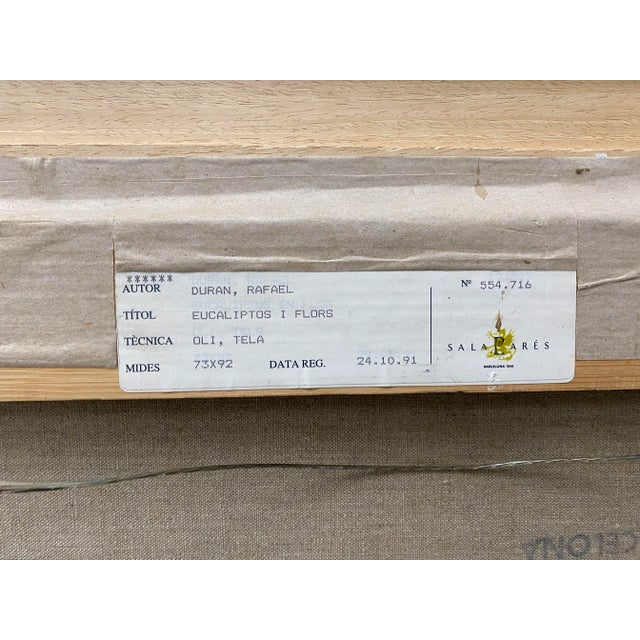 ******
AUTOR DURAN, RAFAEL Nº 554.716
TÍTOL EUCALIPTOS I FLORS
TÈCNICA OLI, TELA
SALA PARÉS
BARCELONA
MIDES 73X92 DATA REG. 24.10.91
CELONA